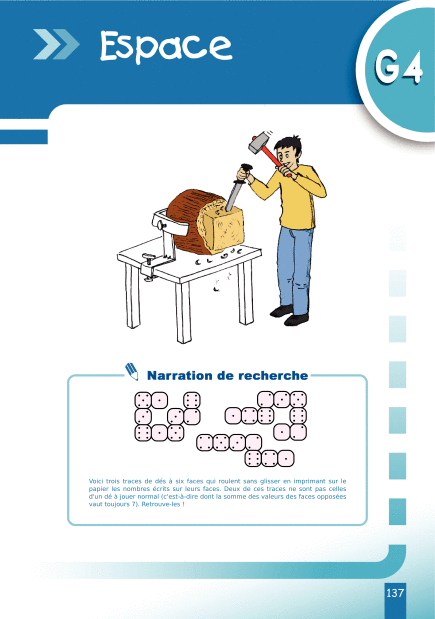 Espace
G4
Narration de recherche
Voici trois traces de dés à six faces qui roulent sans glisser en imprimant sur le
papier les nombres écrits sur leurs faces. Deux de ces traces ne sont pas celles
d'un dé à jouer normal (c'est-à-dire dont la somme des valeurs des faces opposées
vaut toujours 7). Retrouve-les !
137